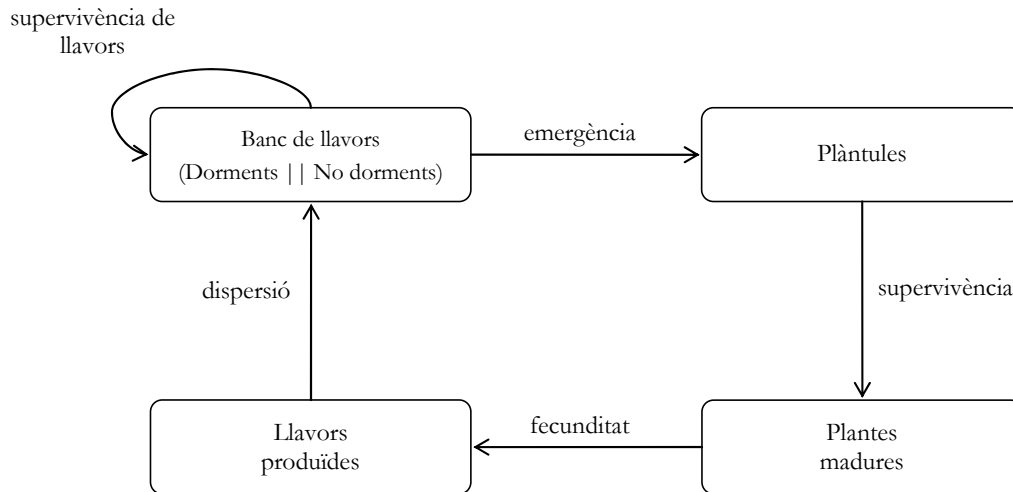 supervivència de
llavors
Banc de llavors
(Dorments || No dorments)
emergència
Plàntules
dispersió
supervivència
Llavors
produïdes
fecunditat
Plantes
madures